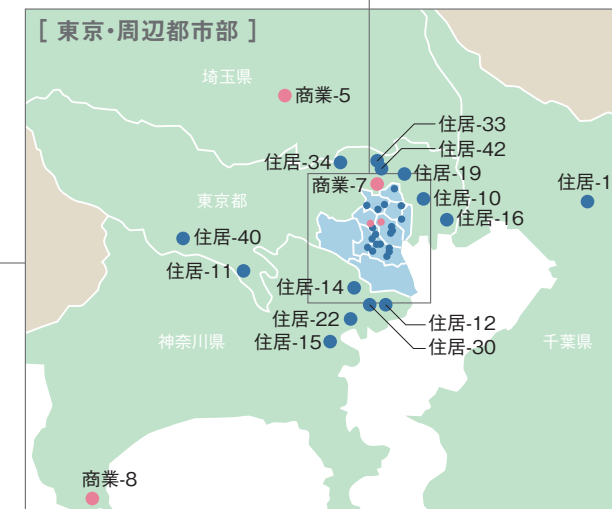 [ 東京・周辺都市部 ]
埼玉県
商業-5
住居-33
住居-42
住居-34
住居-19
商業-7
住居-1
東京都
住居-10
住居-16
住居-40
住居-11
住居-14
住居-22
住居-12
住居-15
住居-30
神奈川県
千葉県
商業-8